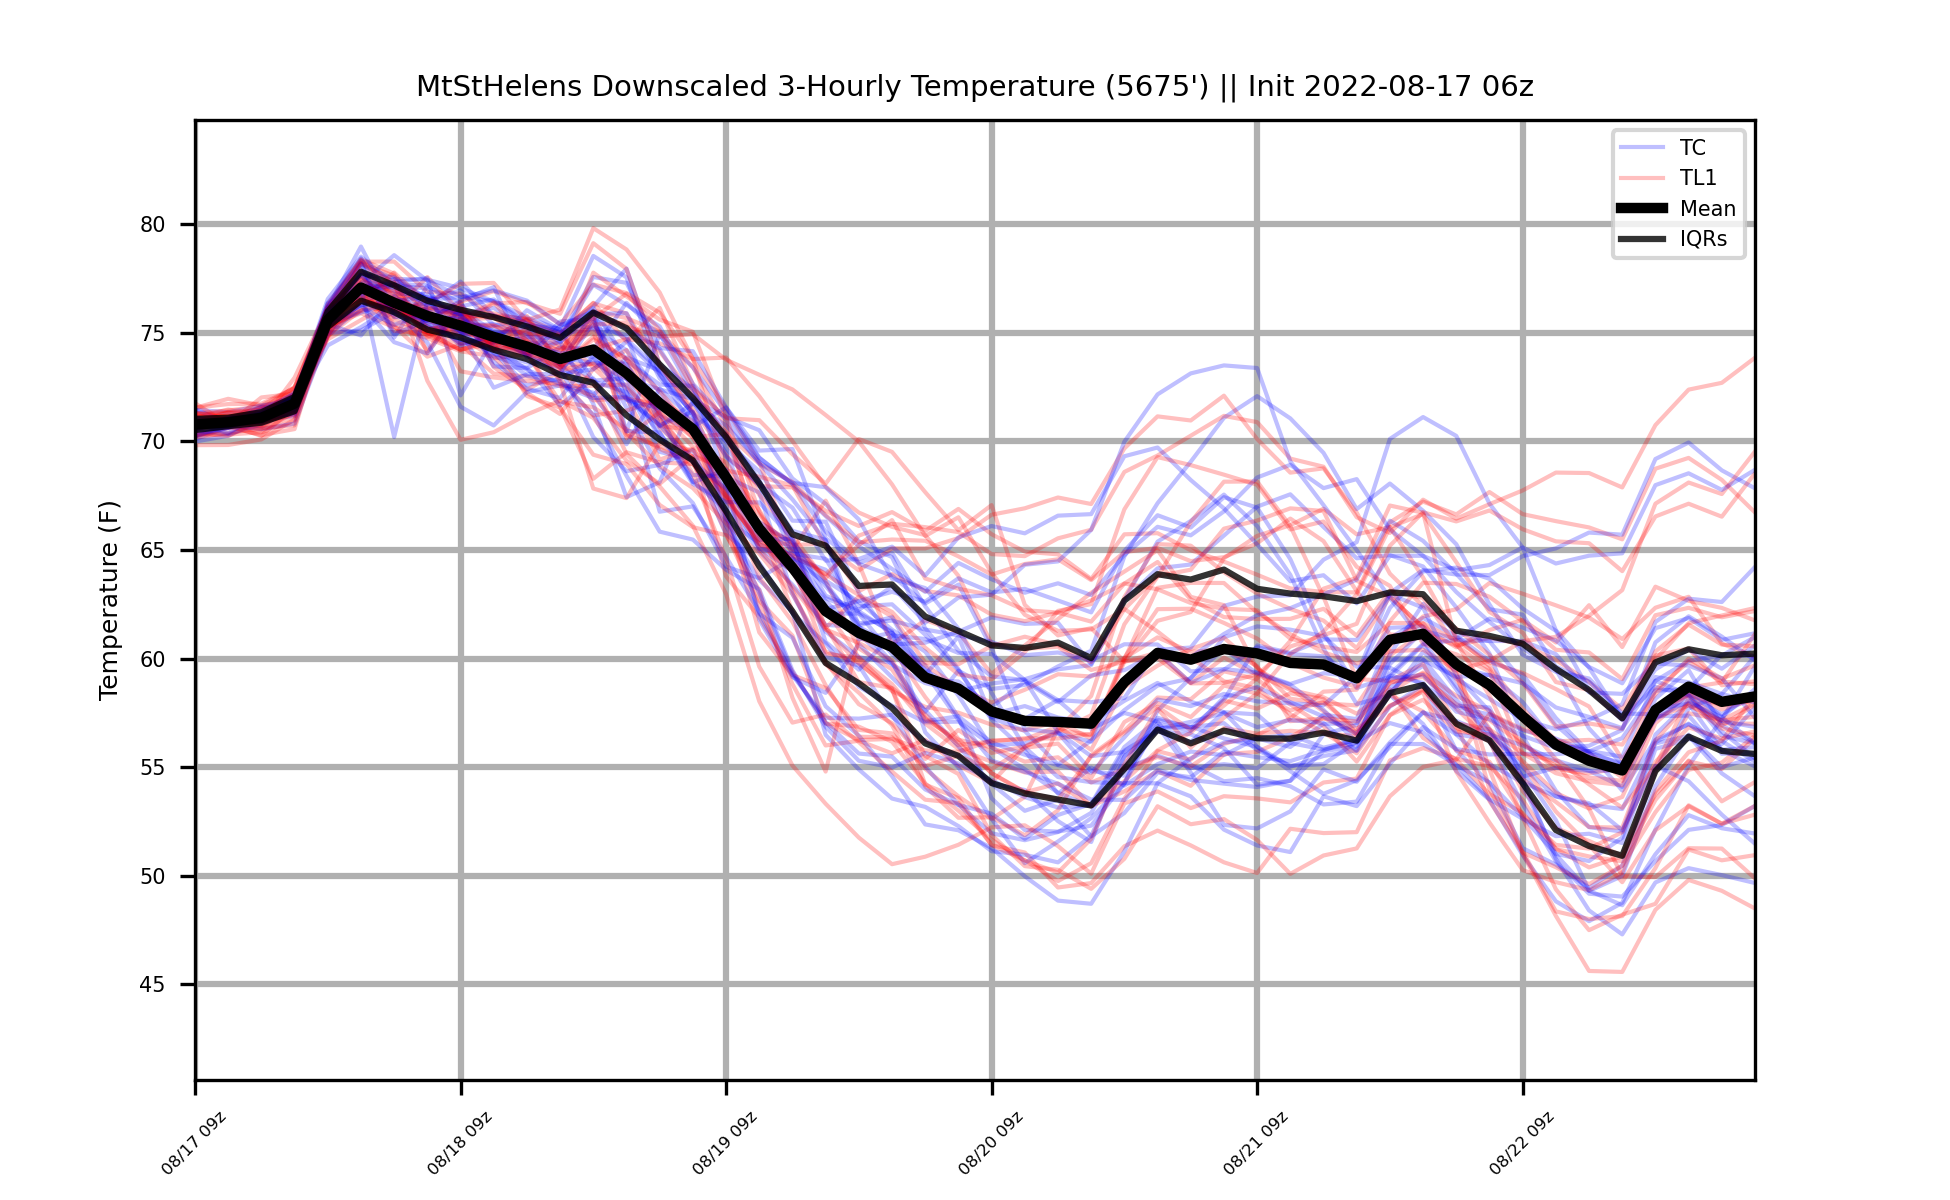 MtStHelens Downscaled 3-Hourly Temperature (5675') || Init 2022-08-17 06z
TC
TL1
Mean
IQRs
Temperature (F)
80
75
70
65
60
55
50
45
08/17 09z
08/18 09z
08/19 09z
08/20 09z
08/21 09z
08/22 09z